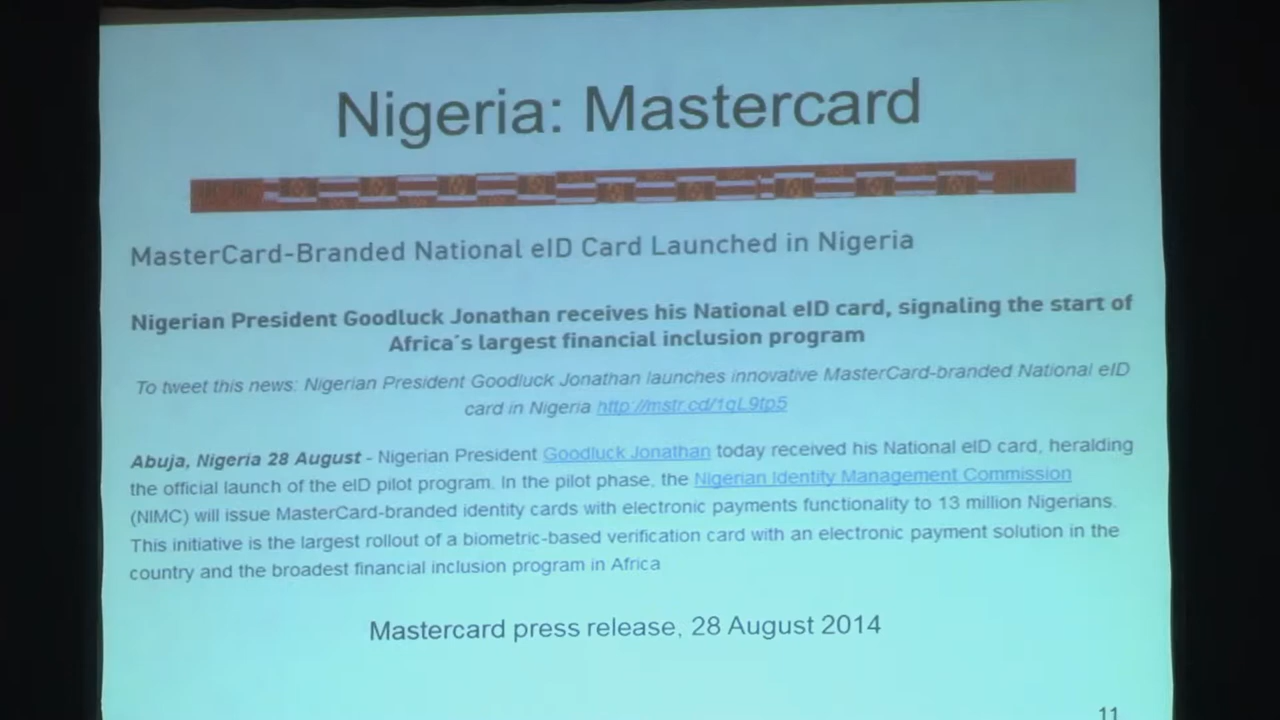 Nigeria: Mastercard
MasterCard-Branded National eID Card Launched in Nigeria
Nigerian President Goodluck Jonathan receives his National eID card, signaling the start of
Africa's largest financial inclusion program
To tweet this news: Nigerian President Goodluck Jonathan launches innovative MasterCard-branded National eID
card in Nigeria http://mstr.cd/1qL9tp5
Abuja, Nigeria 28 August - Nigerian President Goodluck Jonathan today received his National eID card, heralding
the official launch of the eID pilot program. In the pilot phase, the Nigerian Identity Management Commission
(NIMC) will issue MasterCard-branded identity cards with electronic payments functionality to 13 million Nigerians.
This initiative is the largest rollout of a biometric-based verification card with an electronic payment solution in the
country and the broadest financial inclusion program in Africa
Mastercard press release, 28 August 2014
11